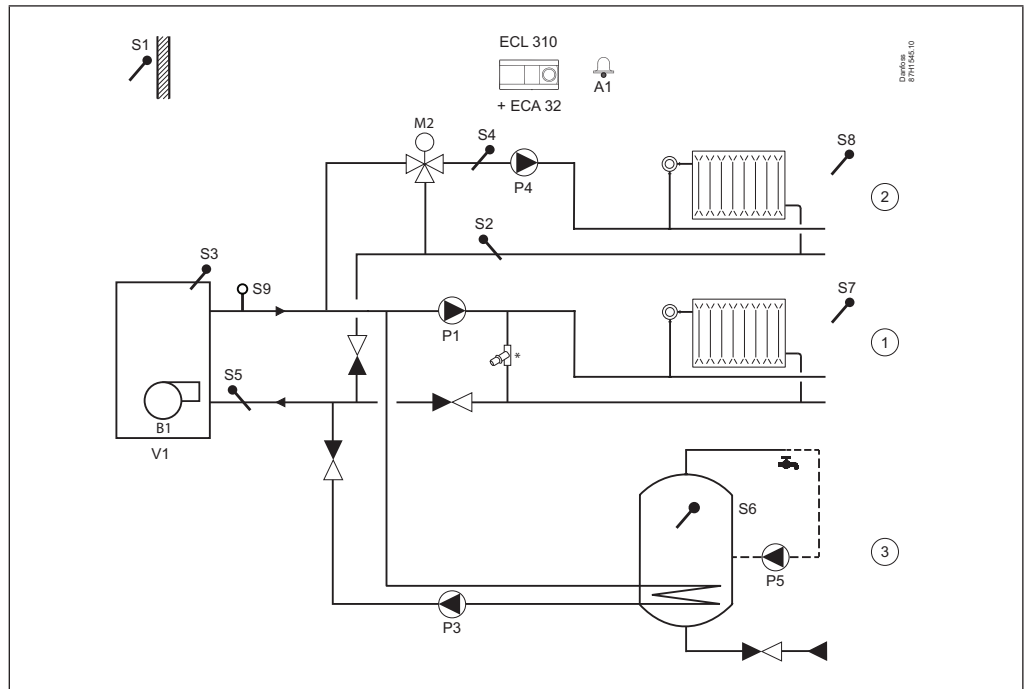 S1
ECL 310
A1
+ ECA 32
Danfoss
87H1545.10
M2
S4
P4
S8
2
S2
S3
S9
P1
*
S7
1
S5
B1
V1
S6
3
P5
P3